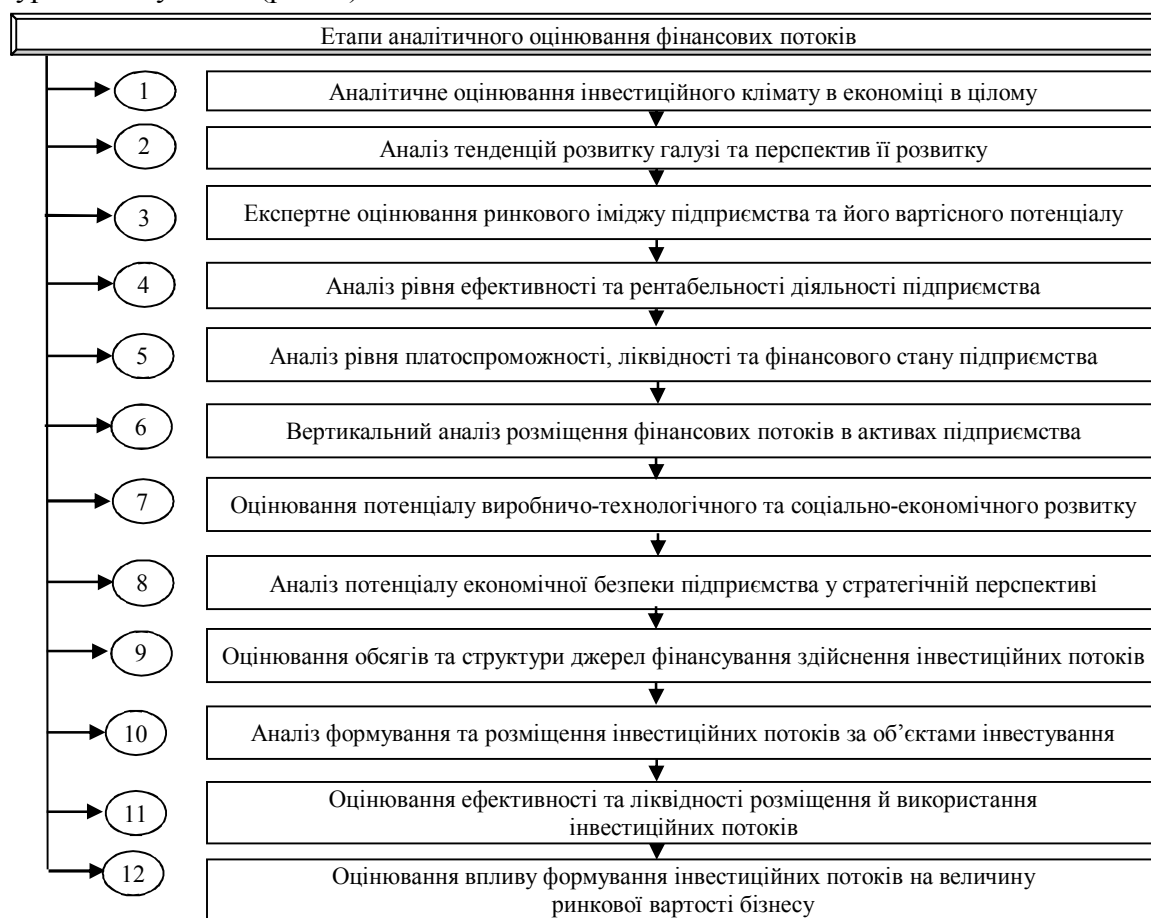 Етапи аналітичного оцінювання фінансових потоків
1
Аналітичне оцінювання інвестиційного клімату в економіці в цілому
2
Аналіз тенденцій розвитку галузі та перспектив її розвитку
3
Експертне оцінювання ринкового іміджу підприємства та його вартісного потенціалу
4
Аналіз рівня ефективності та рентабельності діяльності підприємства
5
Аналіз рівня платоспроможності, ліквідності та фінансового стану підприємства
6
Вертикальний аналіз розміщення фінансових потоків в активах підприємства
7
Оцінювання потенціалу виробничо-технологічного та соціально-економічного розвитку
8
Аналіз потенціалу економічної безпеки підприємства у стратегічній перспективі
9
Оцінювання обсягів та структури джерел фінансування здійснення інвестиційних потоків
10
Аналіз формування та розміщення інвестиційних потоків за об’єктами інвестування
11
Оцінювання ефективності та ліквідності розміщення й використання
інвестиційних потоків
12
Оцінювання впливу формування інвестиційних потоків на величину
ринкової вартості бізнесу